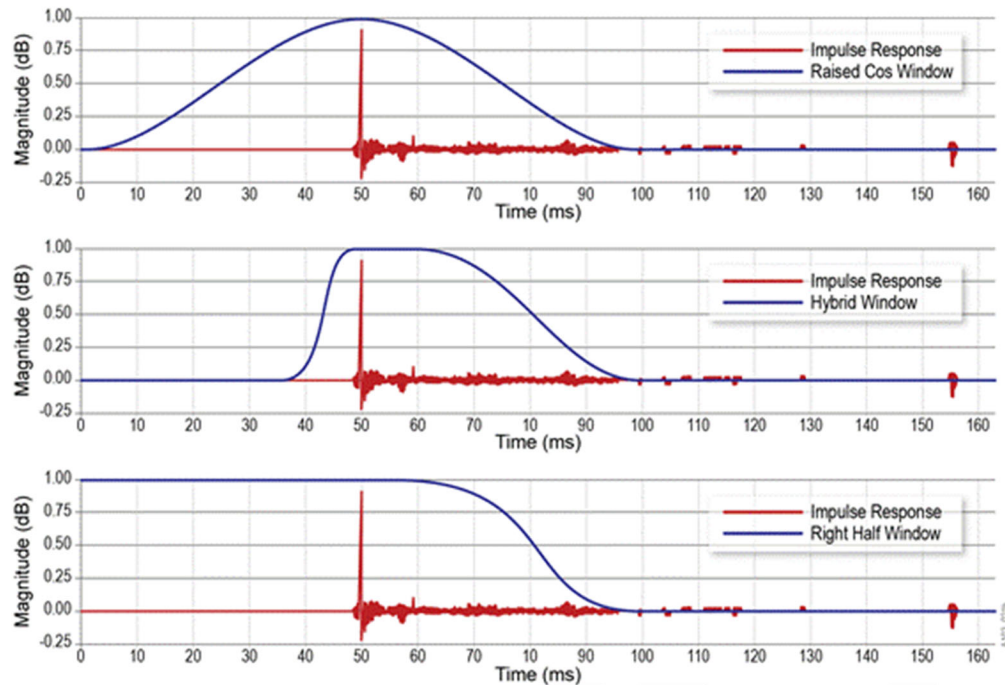 1.00
0.75
0.50
0.25
0.00
-0.25
Magnitude (dB)
Impulse Response
Raised Cos Window
0 10 20 30 40 50 60 70 10 90 100 110 120 130 140 150 160
Time (ms)
1.00
0.75
0.50
0.25
0.00
-0.25
Magnitude (dB)
Impulse Response
Hybrid Window
0 10 20 30 40 50 60 70 10 90 100 110 120 130 140 150 160
Time (ms)
1.00
0.75
0.50
0.25
0.00
-0.25
Magnitude (dB)
Impulse Response
Right Half Window
0 10 20 30 40 50 60 70 10 90 100 110 120 130 140 150 160
Time (ms)